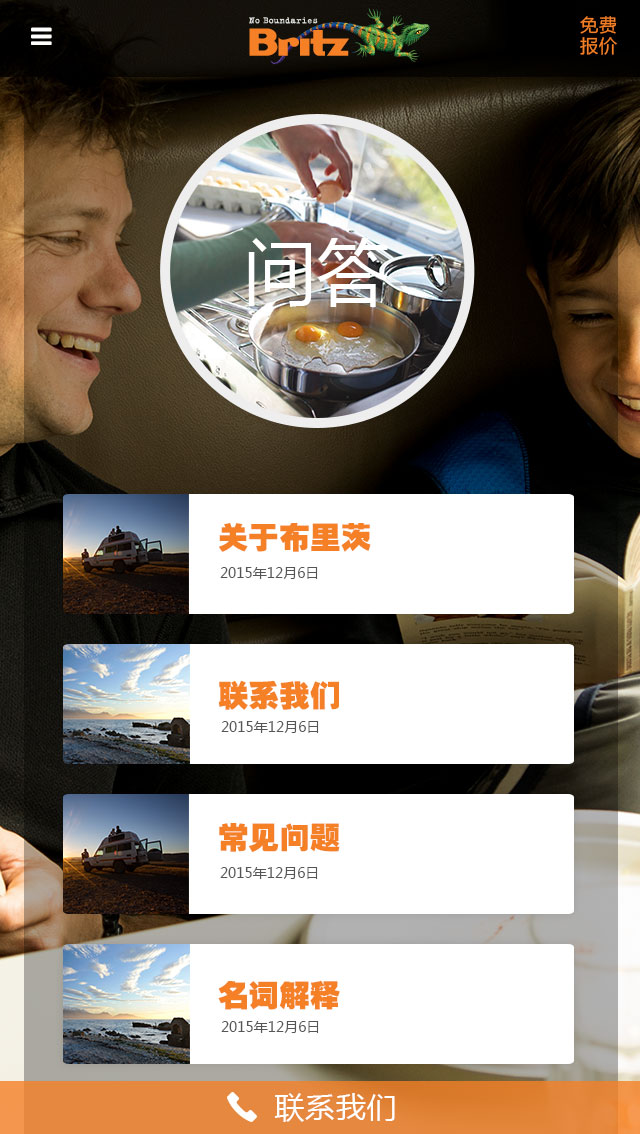 No Boundaries
Britz
免费
报价
问答
关于布里茨
2015年12月6日
联系我们
2015年12月6日
常见问题
2015年12月6日
名词解释
2015年12月6日
联系我们